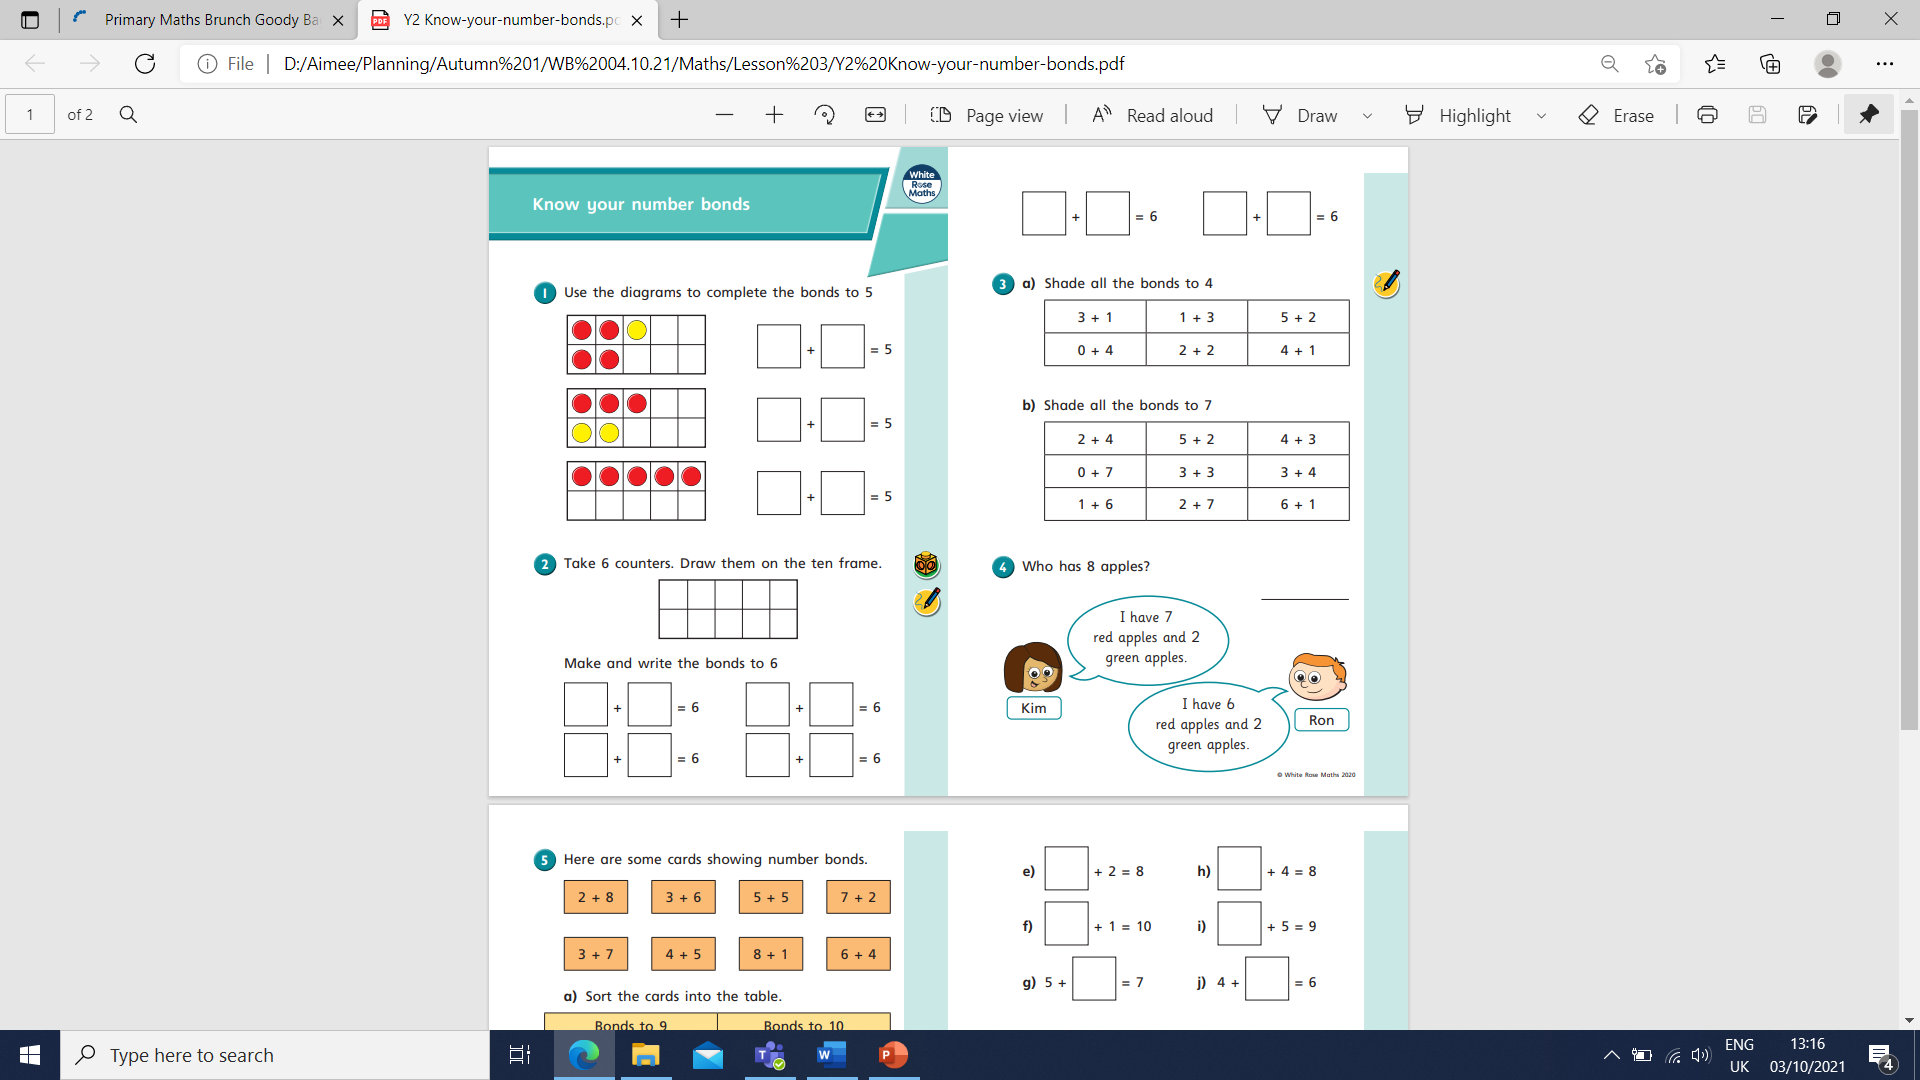 Primary Maths Brunch Goody Ba
Y2 Know-your-number-bonds.p
File
D:/Aimee/Planning/Autumn%201/WB%2004.10.21/Maths/Lesson%203/Y2%20Know-your-number-bonds.pdf
1 of 2
Page view
Read aloud
Draw
Highlight
Erase
Know your number bonds
White
Rose
Maths
1 Use the diagrams to complete the bonds to 5
+ = 5
+ = 5
+ = 5
2 Take 6 counters. Draw them on the ten frame.
Make and write the bonds to 6
+ = 6 + = 6
+ = 6 + = 6
+ = 6 + = 6
3 a) Shade all the bonds to 4
3 + 1 1 + 3 5 + 2
0 + 4 2 + 2 4 + 1
b) Shade all the bonds to 7
2 + 4 5 + 2 4 + 3
0 + 7 3 + 3 3 + 4
1 + 6 2 + 7 6 + 1
4 Who has 8 apples?
I have 7
red apples and 2
green apples.
Kim
I have 6
red apples and 2
green apples.
Ron
© White Rose Maths 2020
5 Here are some cards showing number bonds.
2 + 8 3 + 6 5 + 5 7 + 2
3 + 7 4 + 5 8 + 1 6 + 4
a) Sort the cards into the table.
Bonds to 9 Bonds to 10
e) + 2 = 8 h) + 4 = 8
f) + 1 = 10 i) + 5 = 9
g) 5 + = 7 j) 4 + = 6
Type here to search
ENG
UK
13:16
03/10/2021
4